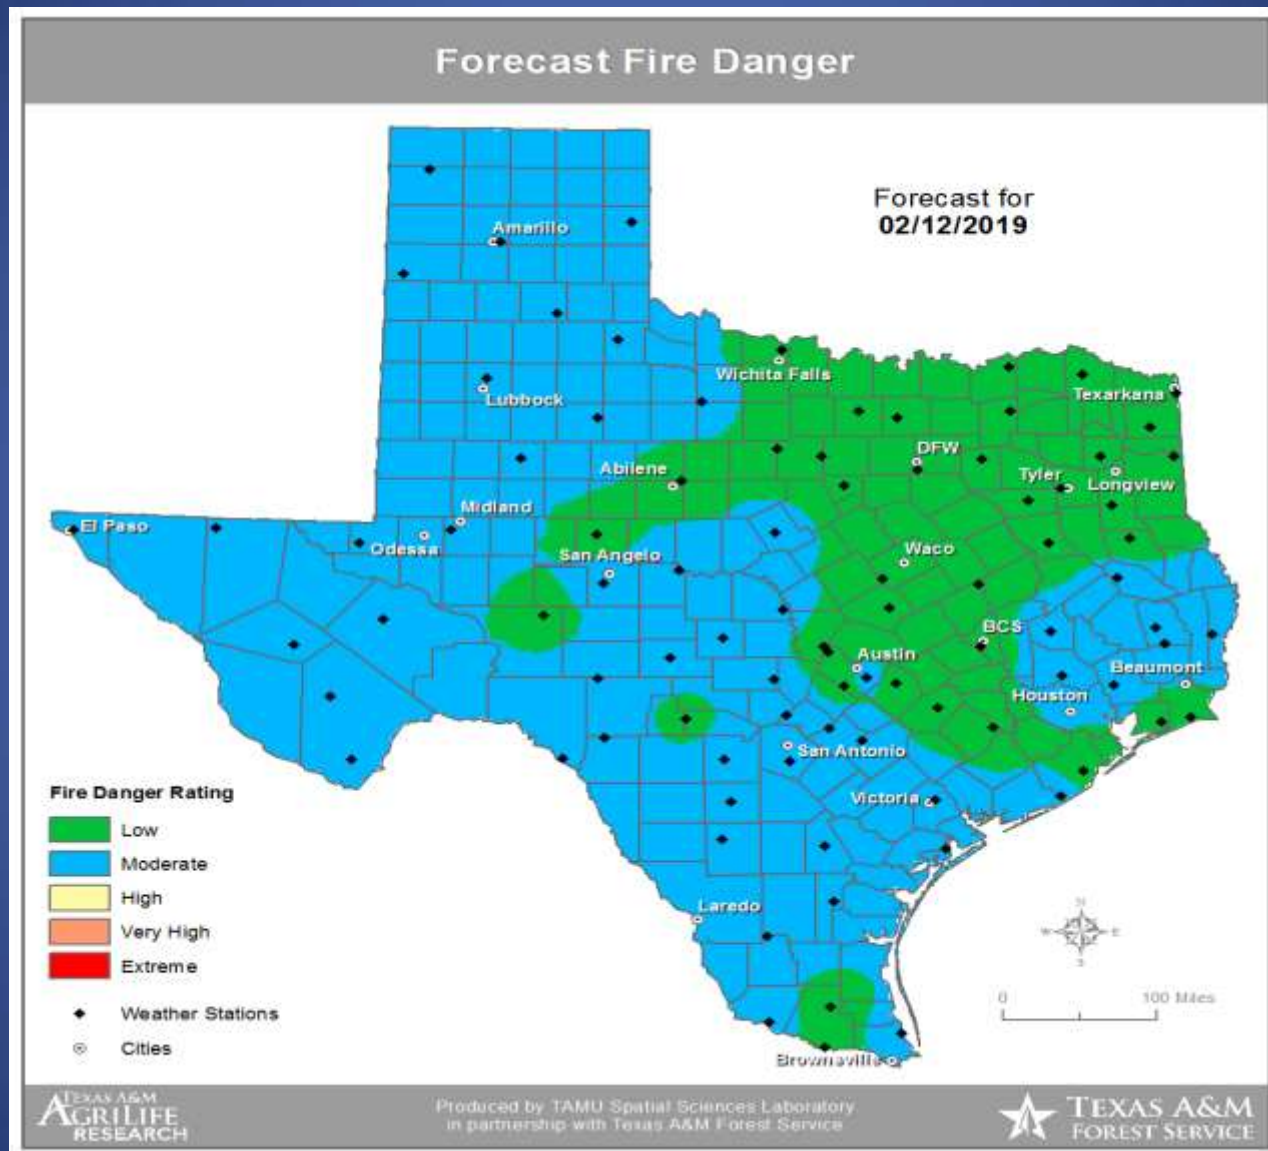 Forecast Fire Danger
Forecast for
02/12/2019
Amarillo
Wichita Falls
Lubbock
Texarkana
DFW
Abilene
Tyler
Longview
Midland
El Paso
Odessa
San Angelo
Waco
BCS
Austin
Beaumont
Houston
San Antonio
Victoria
Laredo
Brownsville
Fire Danger Rating
Low
Moderate
High
Very High
Extreme
Weather Stations
Cities
N
W E
S
0 100 Miles
TEXAS A&M
AGRILIFE
RESEARCH
Produced by TAMU Spatial Sciences Laboratory
in partnership with Texas A&M Forest Service
TEXAS A&M
FOREST SERVICE